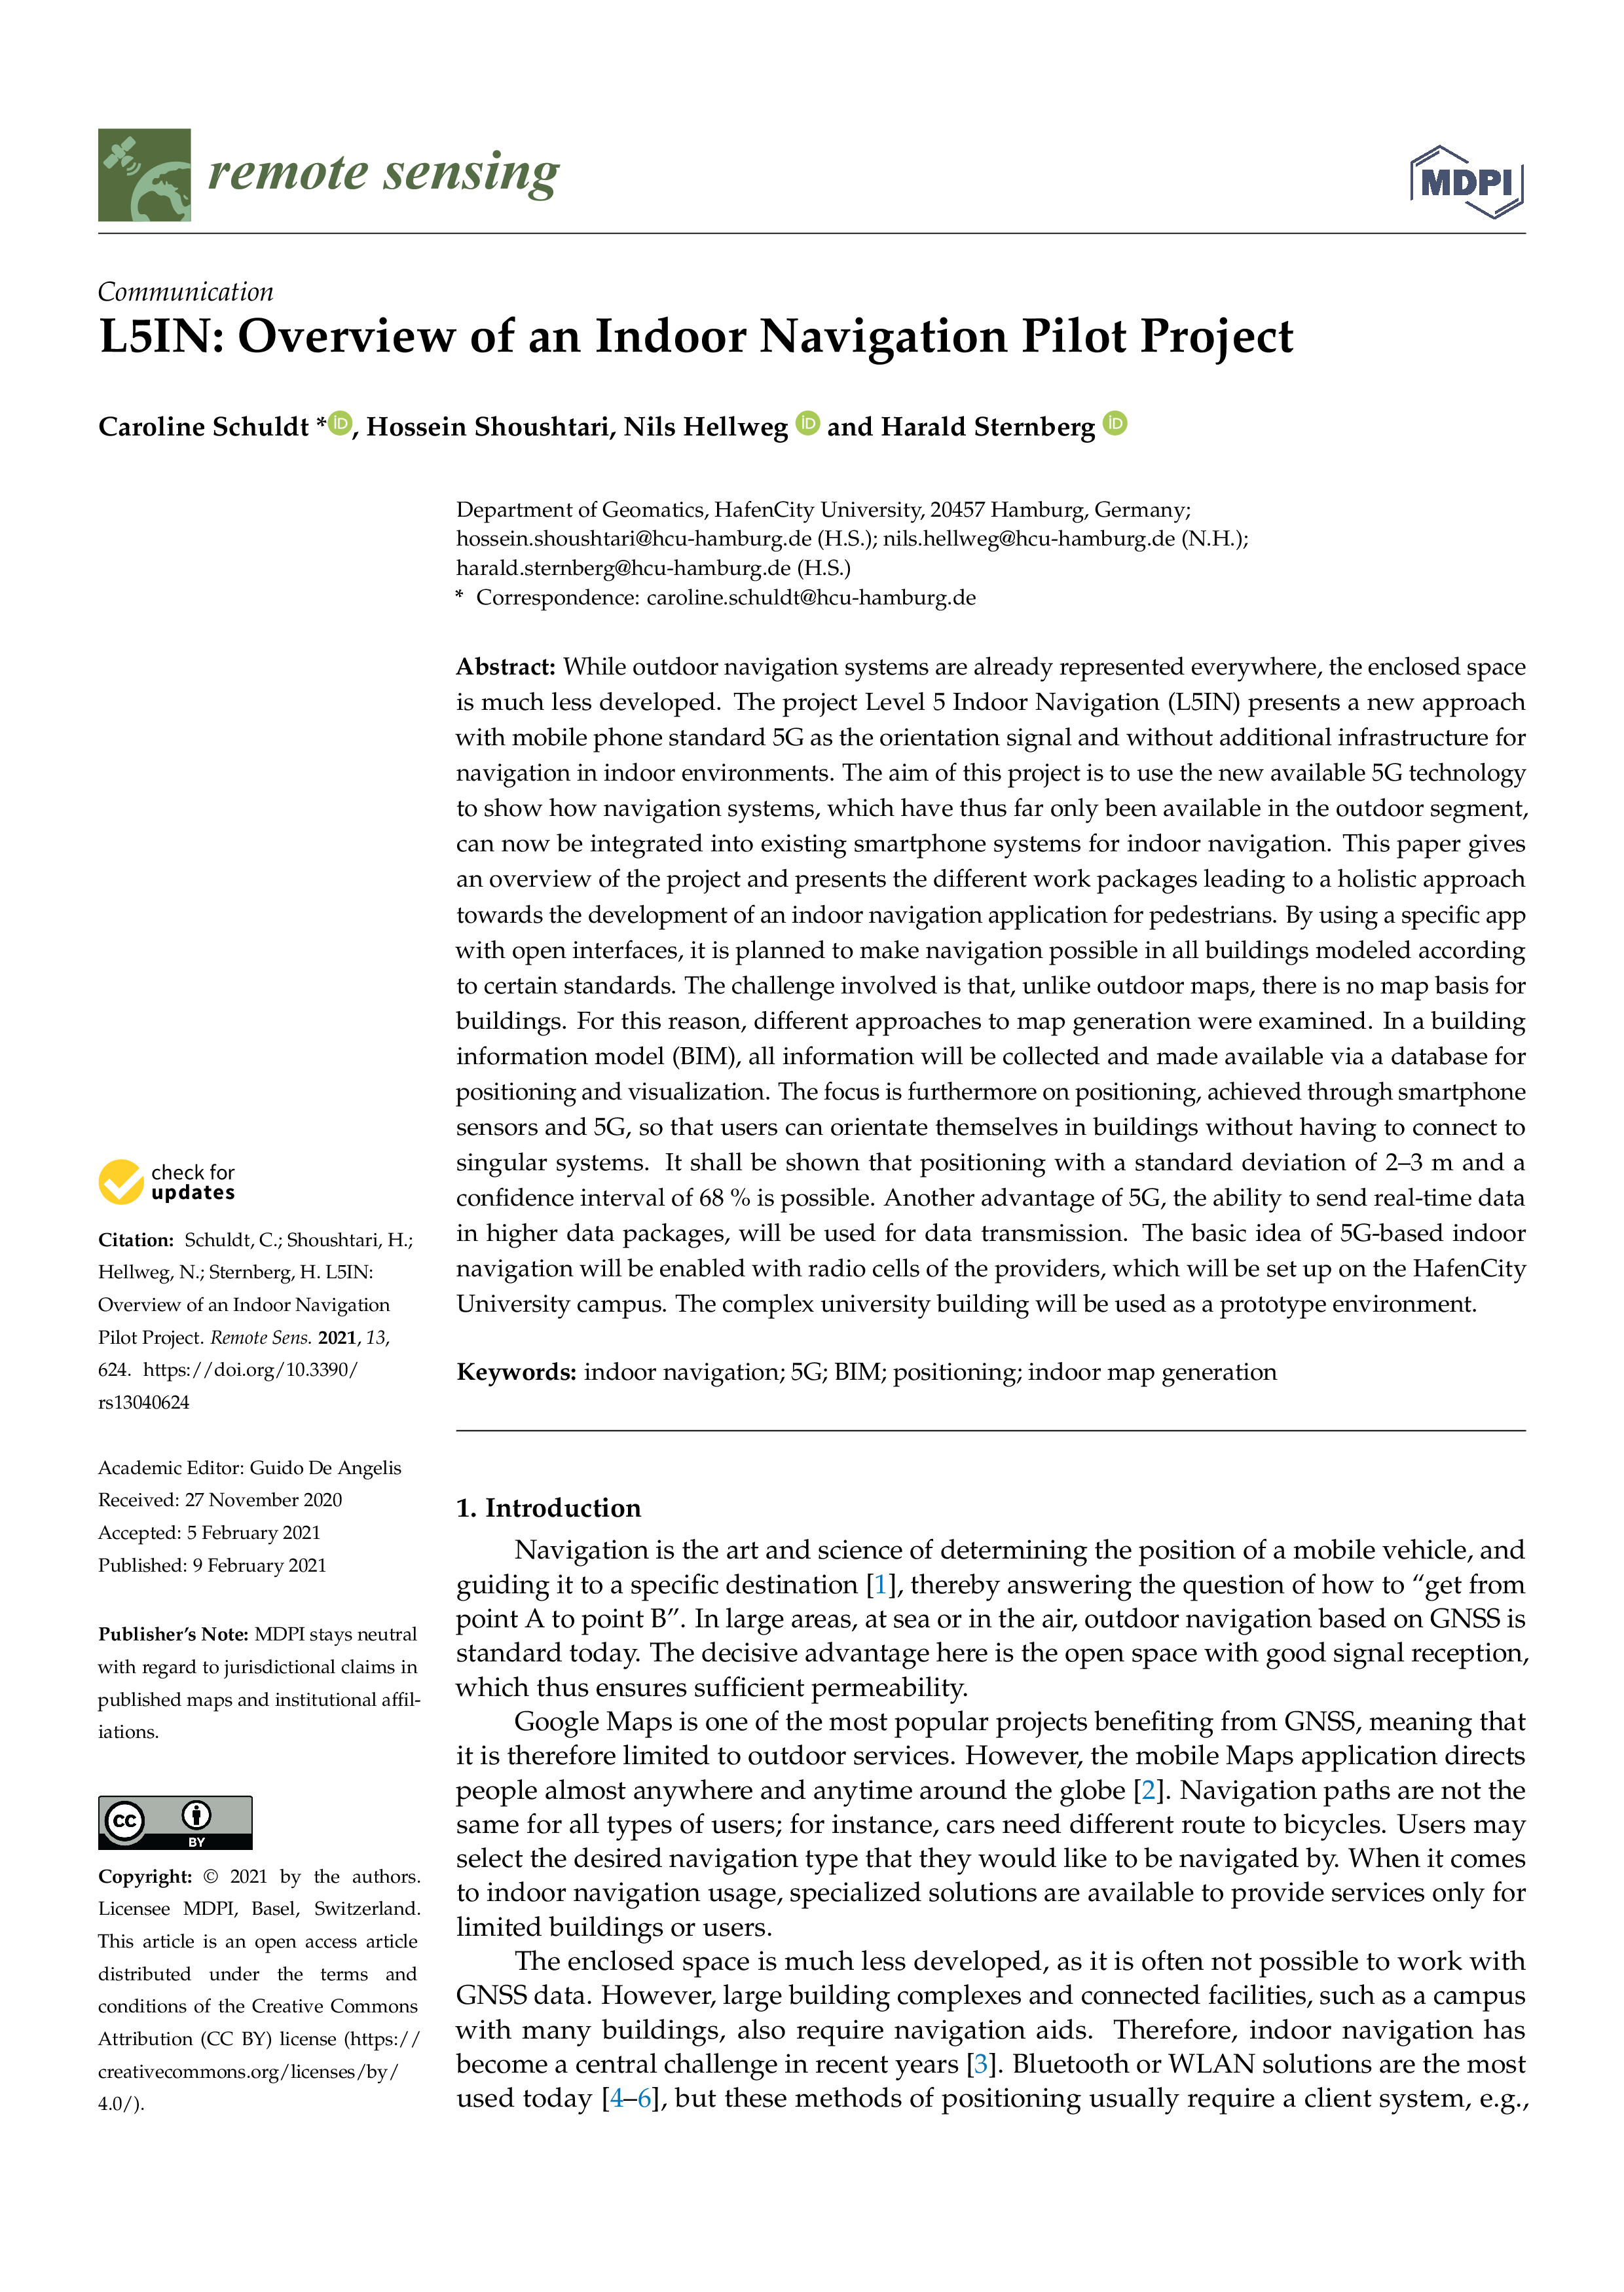 remote sensing
MDPI
Communication
L5IN: Overview of an Indoor Navigation Pilot Project
Caroline Schuldt *iD, Hossein Shoushtari, Nils Hellweg iD and Harald Sternberg iD
Department of Geomatics, HafenCity University, 20457 Hamburg, Germany;
hossein.shoushtari@hcu-hamburg.de (H.S.); nils.hellweg@hcu-hamburg.de (N.H.);
harald.sternberg@hcu-hamburg.de (H.S.)
* Correspondence: caroline.schuldt@hcu-hamburg.de
Abstract: While outdoor navigation systems are already represented everywhere, the enclosed space
is much less developed. The project Level 5 Indoor Navigation (L5IN) presents a new approach
with mobile phone standard 5G as the orientation signal and without additional infrastructure for
navigation in indoor environments. The aim of this project is to use the new available 5G technology
to show how navigation systems, which have thus far only been available in the outdoor segment,
can now be integrated into existing smartphone systems for indoor navigation. This paper gives
an overview of the project and presents the different work packages leading to a holistic approach
towards the development of an indoor navigation application for pedestrians. By using a specific app
with open interfaces, it is planned to make navigation possible in all buildings modeled according
to certain standards. The challenge involved is that, unlike outdoor maps, there is no map basis for
buildings. For this reason, different approaches to map generation were examined. In a building
information model (BIM), all information will be collected and made available via a database for
positioning and visualization. The focus is furthermore on positioning, achieved through smartphone
sensors and 5G, so that users can orientate themselves in buildings without having to connect to
singular systems. It shall be shown that positioning with a standard deviation of 2–3 m and a
confidence interval of 68 % is possible. Another advantage of 5G, the ability to send real-time data
in higher data packages, will be used for data transmission. The basic idea of 5G-based indoor
navigation will be enabled with radio cells of the providers, which will be set up on the HafenCity
University campus. The complex university building will be used as a prototype environment.
Keywords: indoor navigation; 5G; BIM; positioning; indoor map generation
check for
updates
Citation: Schuldt, C.; Shoushtari, H.;
Hellweg, N.; Sternberg, H. L5IN:
Overview of an Indoor Navigation
Pilot Project. Remote Sens. 2021, 13,
624. https://doi.org/10.3390/
rs13040624
Academic Editor: Guido De Angelis
Received: 27 November 2020
Accepted: 5 February 2021
Published: 9 February 2021
Publisher's Note: MDPI stays neutral
with regard to jurisdictional claims in
published maps and institutional affil-
iations.
cc
BY
Copyright: © 2021 by the authors.
Licensee MDPI, Basel, Switzerland.
This article is an open access article
distributed under the terms and
conditions of the Creative Commons
Attribution (CC BY) license (https://
creativecommons.org/licenses/by/
4.0/).
1. Introduction
Navigation is the art and science of determining the position of a mobile vehicle, and
guiding it to a specific destination [1], thereby answering the question of how to “get from
point A to point B”. In large areas, at sea or in the air, outdoor navigation based on GNSS is
standard today. The decisive advantage here is the open space with good signal reception,
which thus ensures sufficient permeability.
Google Maps is one of the most popular projects benefiting from GNSS, meaning that
it is therefore limited to outdoor services. However, the mobile Maps application directs
people almost anywhere and anytime around the globe [2]. Navigation paths are not the
same for all types of users; for instance, cars need different route to bicycles. Users may
select the desired navigation type that they would like to be navigated by. When it comes
to indoor navigation usage, specialized solutions are available to provide services only for
limited buildings or users.
The enclosed space is much less developed, as it is often not possible to work with
GNSS data. However, large building complexes and connected facilities, such as a campus
with many buildings, also require navigation aids. Therefore, indoor navigation has
become a central challenge in recent years [3]. Bluetooth or WLAN solutions are the most
used today [4–6], but these methods of positioning usually require a client system, e.g.,